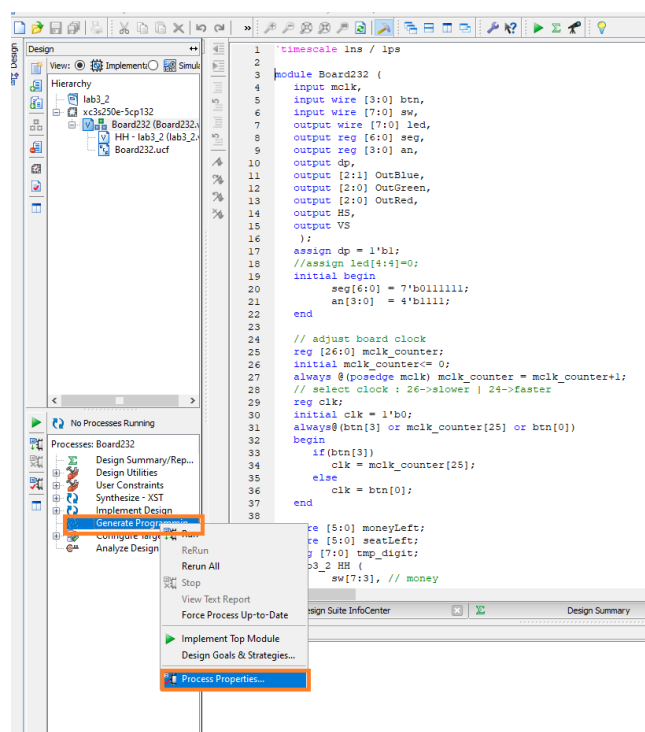 Design
Design
View: Implement: Simula
Hierarchy
lab3_2
xc3s250e-5cp132
Board232 (Board232.v
HH - lab3_2 (lab3_2.v
Board232.ucf
No Processes Running
Processes: Board232
Design Summary/Rep...
Design Utilities
User Constraints
Synthesize - XST
Implement Design
Generate Programmin
Configure Targe
Analyze Design
Run
ReRun
Rerun All
Stop
View Text Report
Force Process Up-to-Date
Implement Top Module
Design Goals & Strategies...
Process Properties...
1 `timescale 1ns / 1ps
2
3 module Board232 (
4 input mclk,
5 input wire [3:0] btn,
6 input wire [7:0] sw,
7 output wire [7:0] led,
8 output reg [6:0] seg,
9 output reg [3:0] an,
10 output dp,
11 output [2:1] OutBlue,
12 output [2:0] OutGreen,
13 output [2:0] OutRed,
14 output HS,
15 output VS
16 );
17 assign dp = 1'b1;
18 //assign led[4:4]=0;
19 initial begin
20 seg[6:0] = 7'b0111111;
21 an[3:0] = 4'b1111;
22 end
23
24 // adjust board clock
25 reg [26:0] mclk_counter;
26 initial mclk_counter<= 0;
27 always @(posedge mclk) mclk_counter = mclk_counter+1;
28 // select clock : 26->slower | 24->faster
29 reg clk;
30 initial clk = 1'b0;
31 always@(btn[3] or mclk_counter[25] or btn[0])
32 begin
33 if(btn[3])
34 clk = mclk_counter[25];
35 else
36 clk = btn[0];
37 end
38
re [5:0] moneyLeft;
re [5:0] seatLeft;
g [7:0] tmp_digit;
b3_2 HH (
sw[7:3], // money
esign Suite InfoCenter
Design Summary